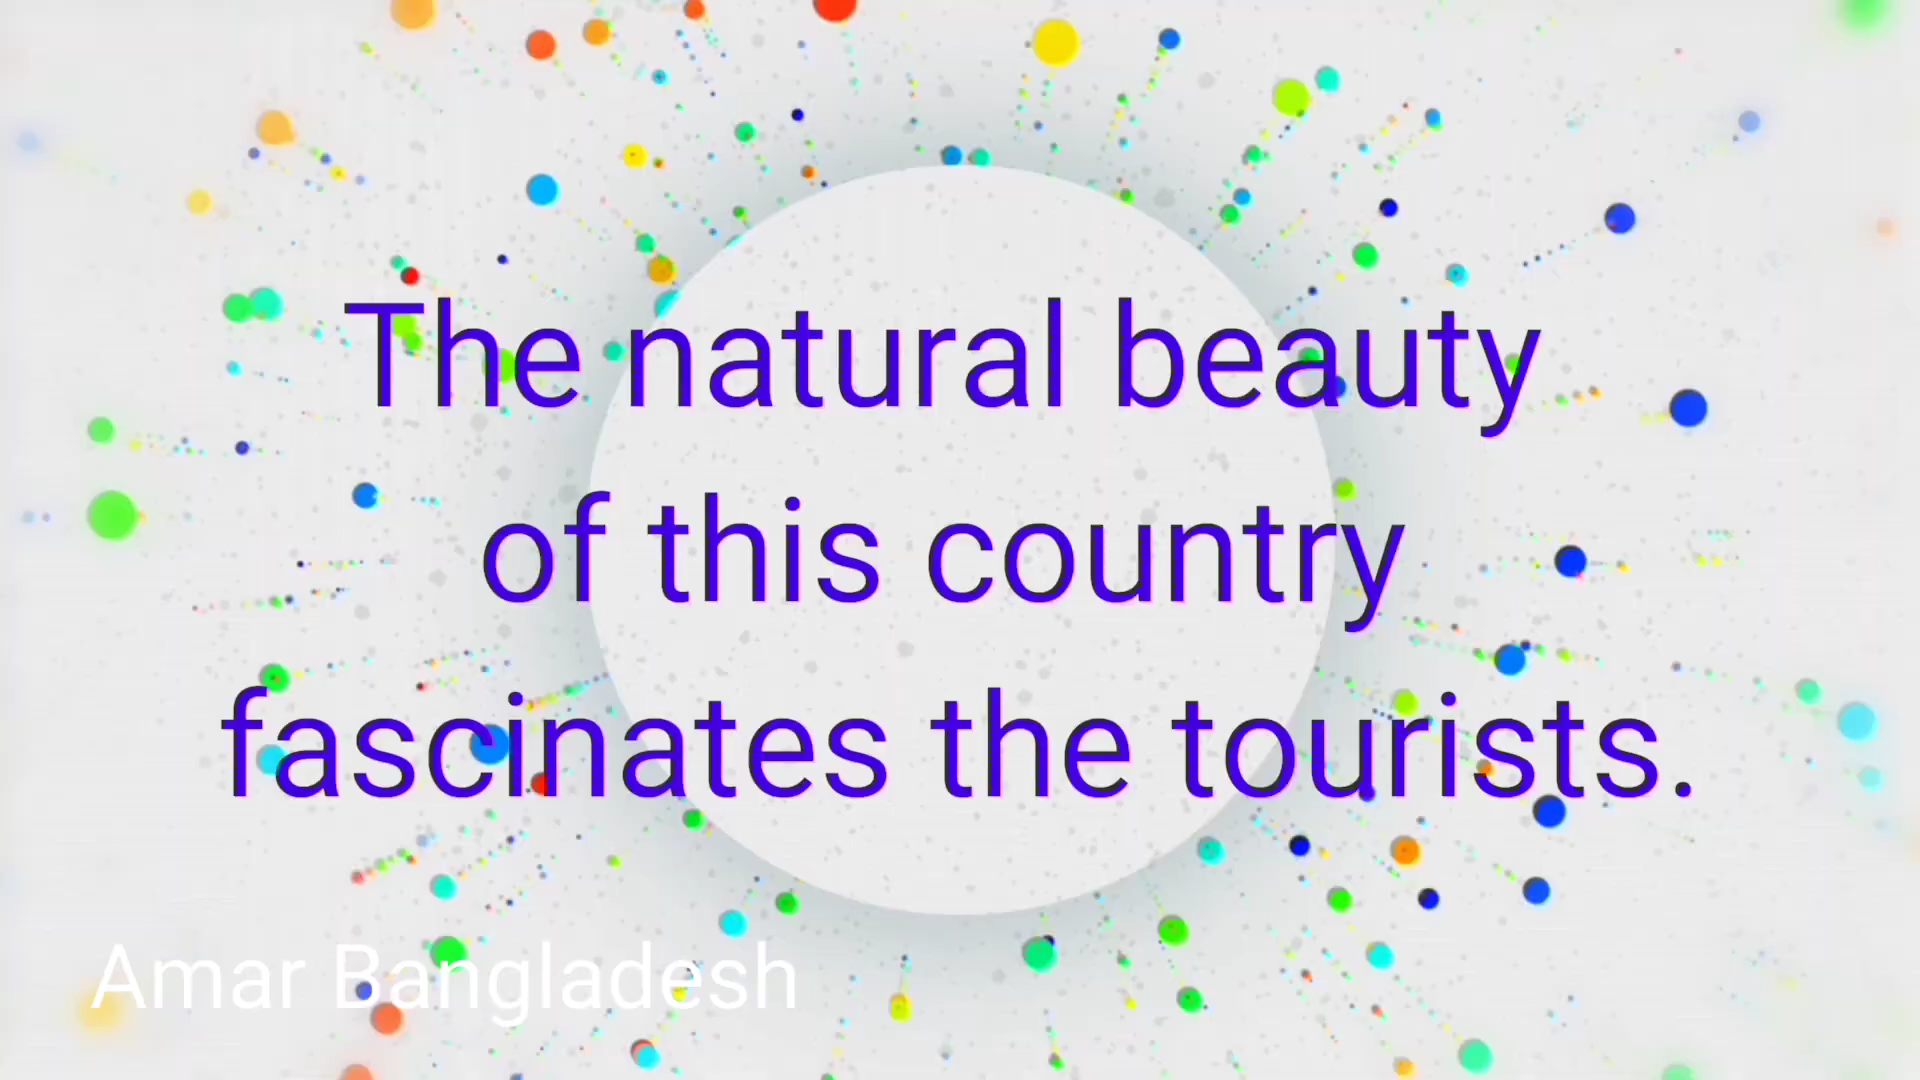 The natural beauty
of this country
fascinates the tourists.
Amar Bangladesh